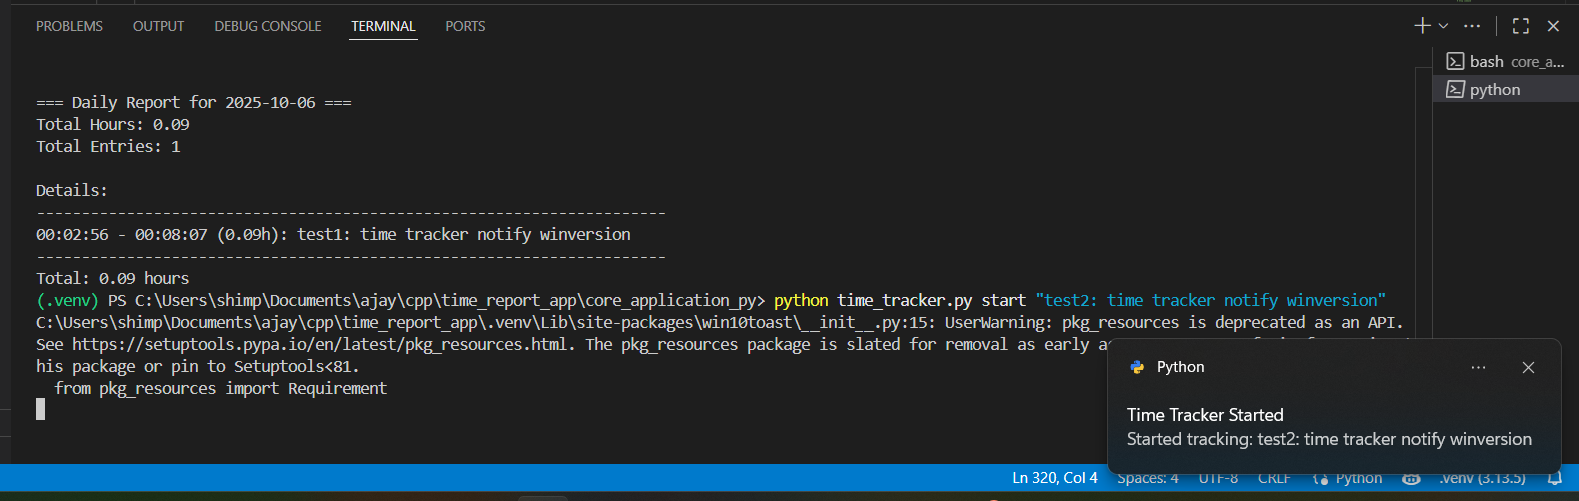 PROBLEMS OUTPUT DEBUG CONSOLE TERMINAL PORTS
bash core_a...
python
=== Daily Report for 2025-10-06 ===
Total Hours: 0.09
Total Entries: 1
Details:
----------------------------------------------------------------------
00:02:56 - 00:08:07 (0.09h): test1: time tracker notify winversion
----------------------------------------------------------------------
Total: 0.09 hours
(.venv) PS C:\Users\shimp\Documents\ajay\cpp\time_report_app\core_application_py> python time_tracker.py start "test2: time tracker notify winversion"
C:\Users\shimp\Documents\ajay\cpp\time_report_app\.venv\Lib\site-packages\win10toast\__init__.py:15: UserWarning: pkg_resources is deprecated as an API.
See https://setuptools.pypa.io/en/latest/pkg_resources.html. The pkg_resources package is slated for removal as early a
his package or pin to Setuptools<81.
from pkg_resources import Requirement
Python
Time Tracker Started
Started tracking: test2: time tracker notify winversion
Ln 320, Col 4 Spaces: 4 UTF-8 CRLF Python .venv (3.13.5)